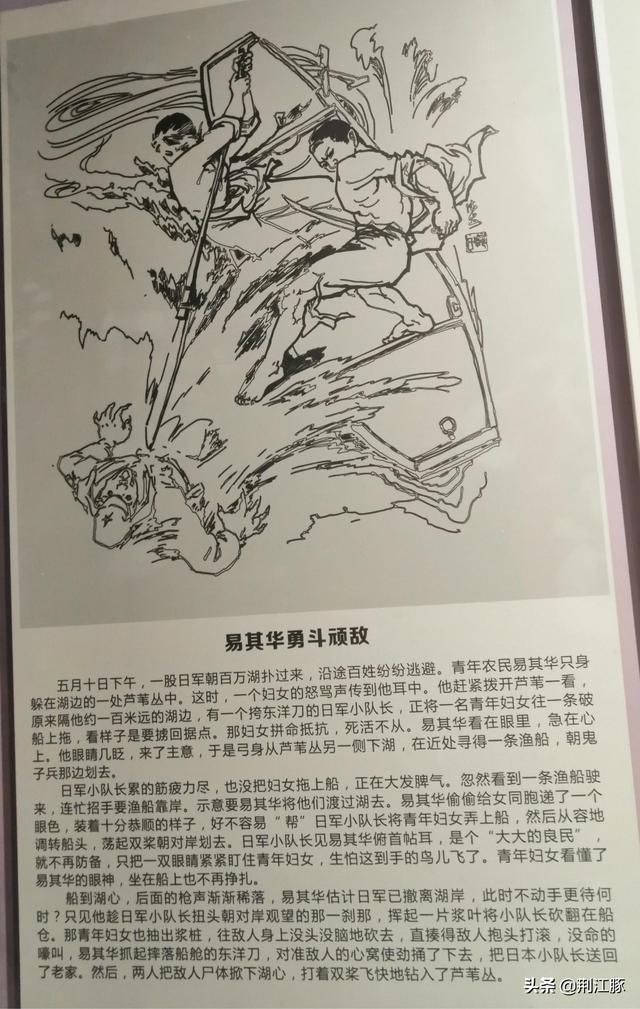 易其华勇斗顽敌
五月十日下午，一股日军朝百万湖扑过来，沿途百姓纷纷逃避。青年农民易其华只身
躲在湖边的一处芦苇丛中。这时，一个妇女的怒骂声传到他耳中。他赶紧拨开芦苇一看，
原来隔他约一百米远的湖边，有一个挎东洋刀的日军小队长，正将一名青年妇女往一条破
船上拖，看样子是要掳回据点。那妇女拼命抵抗，死活不从。易其华看在眼里，急在心
上。他眼睛几眨，来了主意，于是弓身从芦苇丛另一侧下湖，在近处寻得一条渔船，朝鬼
子兵那边划去。
日军小队长累的筋疲力尽，也没把妇女拖上船，正在大发脾气。忽然看到一条渔船驶
来，连忙招手要渔船靠岸。示意要易其华将他们渡过湖去。易其华偷偷给女同胞递了一个
眼色，装着十分恭顺的样子，好不容易“帮”日军小队长将青年妇女弄上船，然后从容地
调转船头，荡起双桨朝对岸划去。日军小队长见易其华俯首帖耳，是个“大大的良民”，
就不再防备，只把一双眼睛紧紧盯住青年妇女，生怕这到手的鸟儿飞了。青年妇女看懂了
易其华的眼神，坐在船上也不再挣扎。
船到湖心，后面的枪声渐渐稀落，易其华估计日军已撤离湖岸，此时不动手更待何
时？只见他趁日军小队长扭头朝对岸观望的那一刹那，挥起一片桨叶将小队长砍翻在船
仓。那青年妇女也抽出浆桩，往敌人身上没头没脑地砍去，直揍得敌人抱头打滚，没命的
嚎叫，易其华抓起摔落船舱的东洋刀，对准敌人的心窝使劲捅了下去，把日本小队长送回
了老家。然后，两人把敌人尸体掀下湖心，打着双桨飞快地钻入了芦苇丛。
头条 @荆江豚